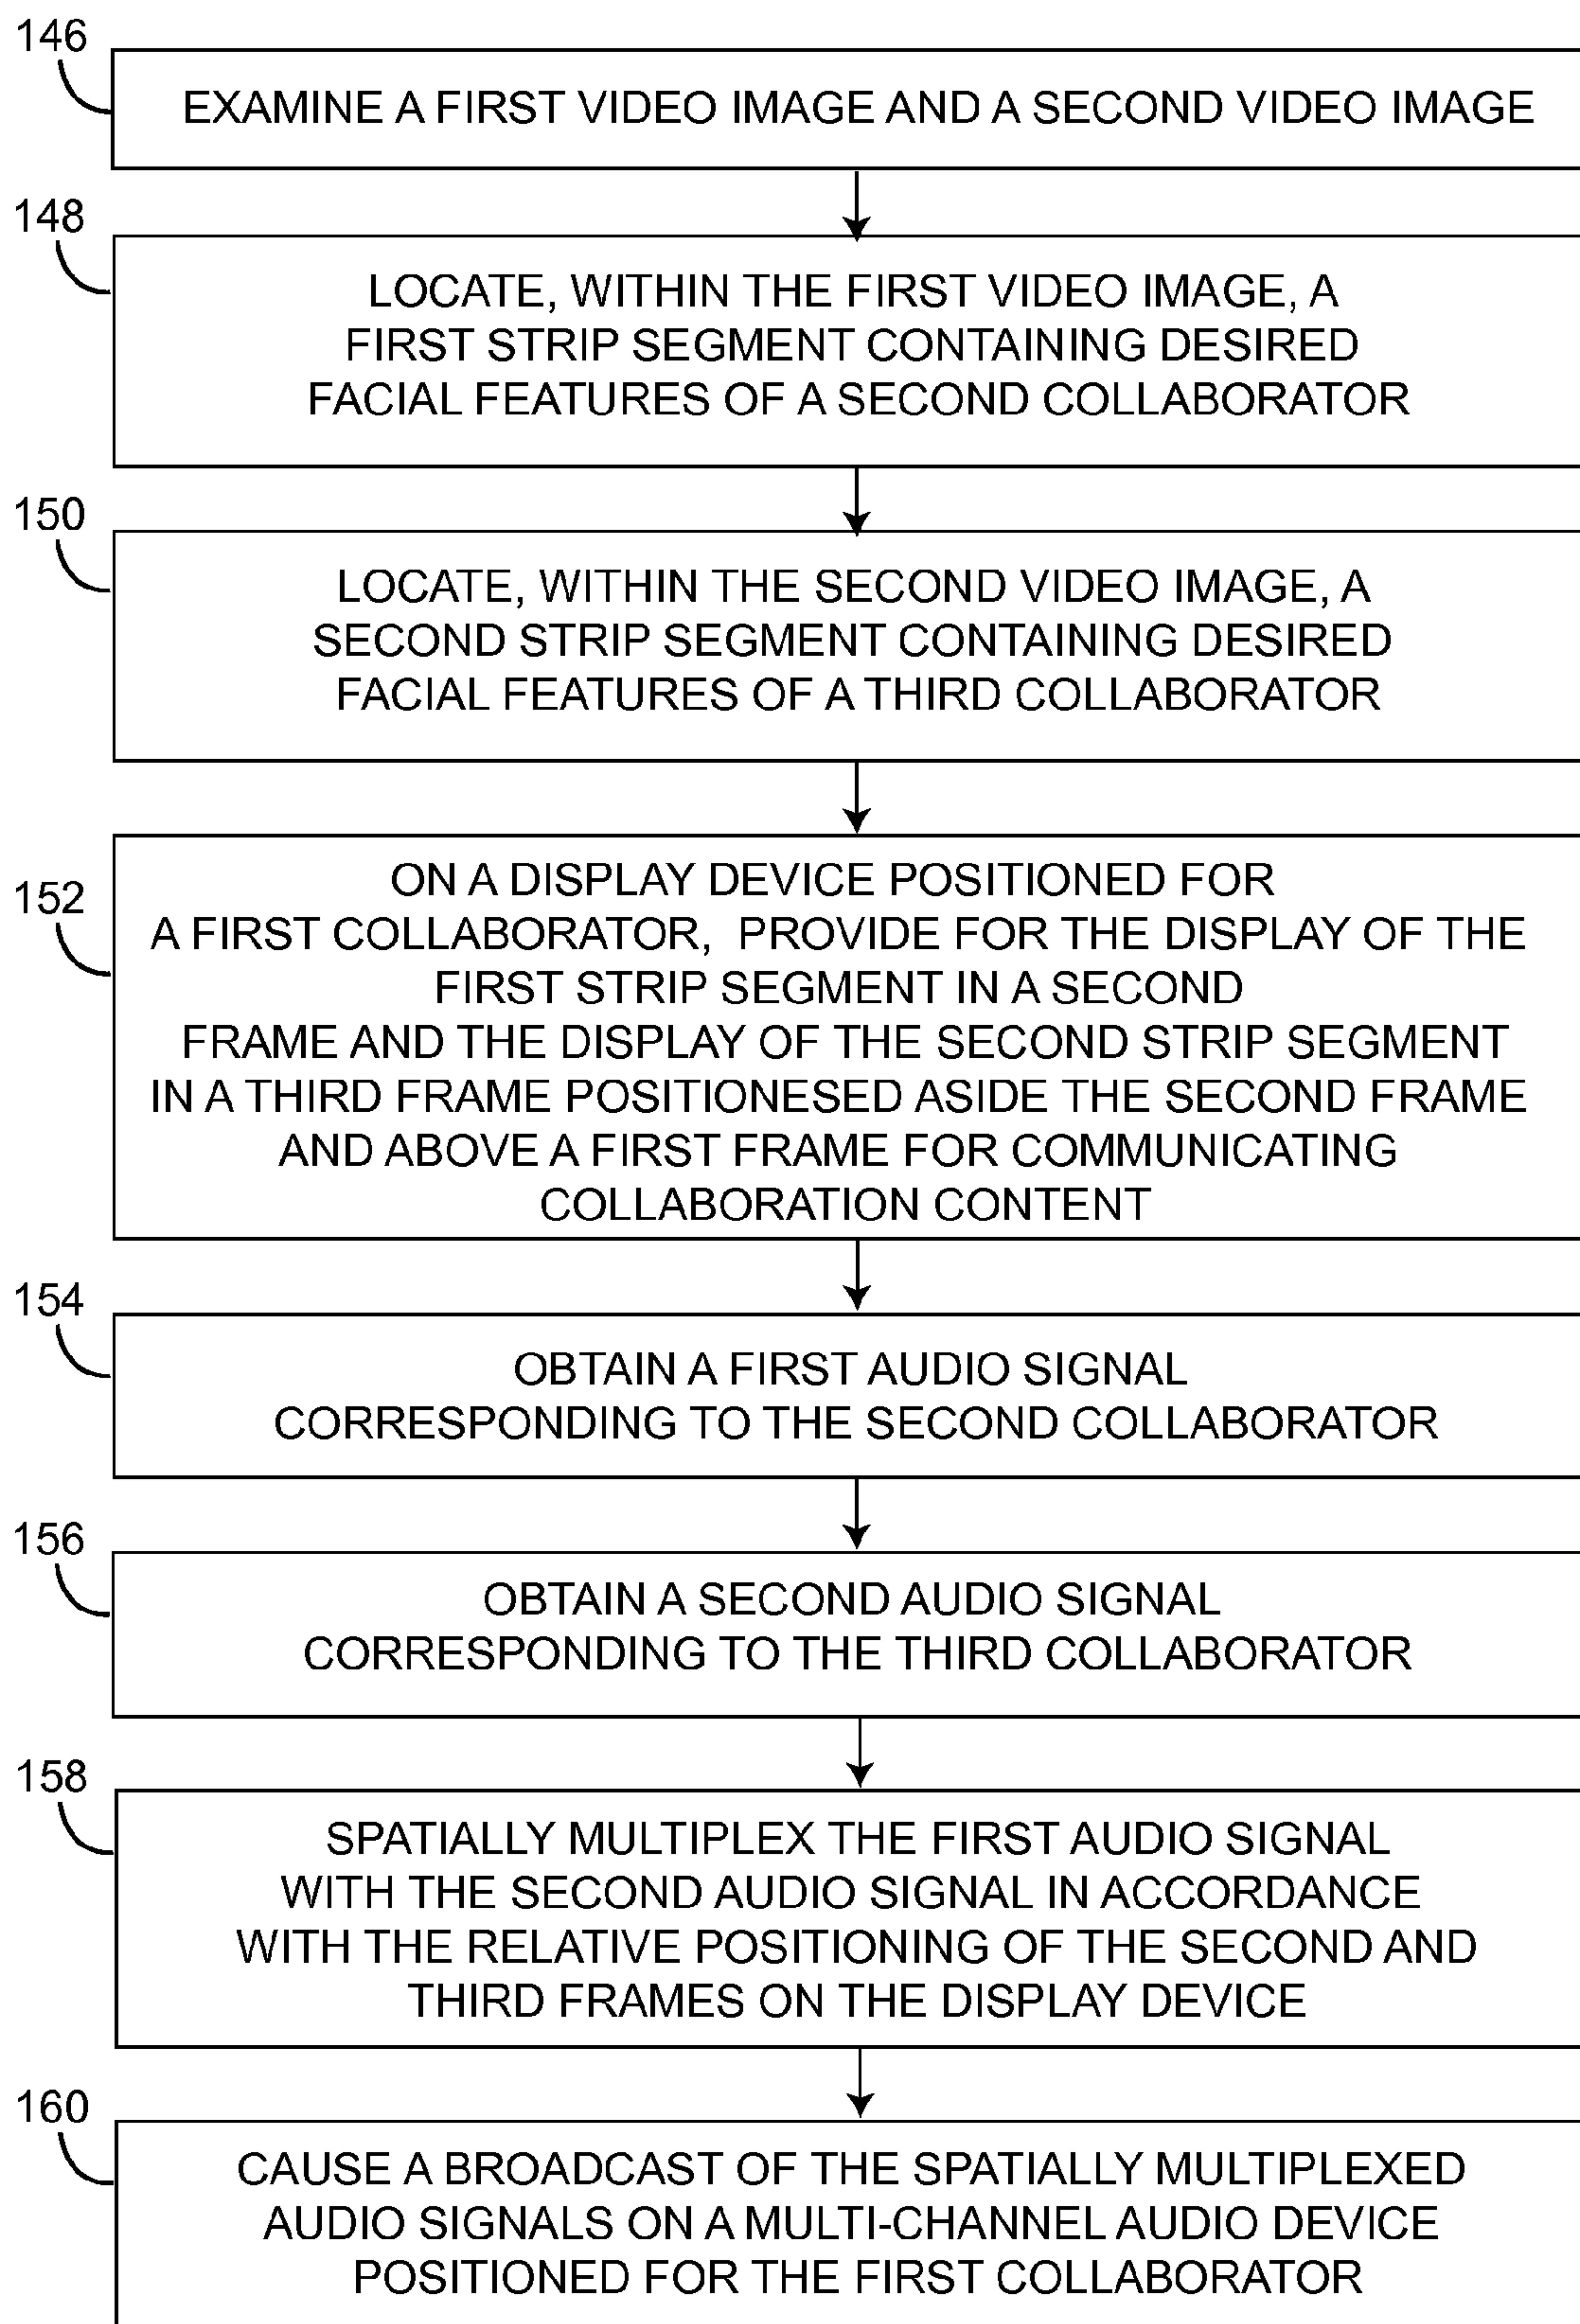 146
EXAMINE A FIRST VIDEO IMAGE AND A SECOND VIDEO IMAGE
148
LOCATE, WITHIN THE FIRST VIDEO IMAGE, A
FIRST STRIP SEGMENT CONTAINING DESIRED
FACIAL FEATURES OF A SECOND COLLABORATOR
150
LOCATE, WITHIN THE SECOND VIDEO IMAGE, A
SECOND STRIP SEGMENT CONTAINING DESIRED
FACIAL FEATURES OF A THIRD COLLABORATOR
152
ON A DISPLAY DEVICE POSITIONED FOR
A FIRST COLLABORATOR, PROVIDE FOR THE DISPLAY OF THE
FIRST STRIP SEGMENT IN A SECOND
FRAME AND THE DISPLAY OF THE SECOND STRIP SEGMENT
IN A THIRD FRAME POSITIONESED ASIDE THE SECOND FRAME
AND ABOVE A FIRST FRAME FOR COMMUNICATING
COLLABORATION CONTENT
154
OBTAIN A FIRST AUDIO SIGNAL
CORRESPONDING TO THE SECOND COLLABORATOR
156
OBTAIN A SECOND AUDIO SIGNAL
CORRESPONDING TO THE THIRD COLLABORATOR
158
SPATIALLY MULTIPLEX THE FIRST AUDIO SIGNAL
WITH THE SECOND AUDIO SIGNAL IN ACCORDANCE
WITH THE RELATIVE POSITIONING OF THE SECOND AND
THIRD FRAMES ON THE DISPLAY DEVICE
160
CAUSE A BROADCAST OF THE SPATIALLY MULTIPLEXED
AUDIO SIGNALS ON A MULTI-CHANNEL AUDIO DEVICE
POSITIONED FOR THE FIRST COLLABORATOR